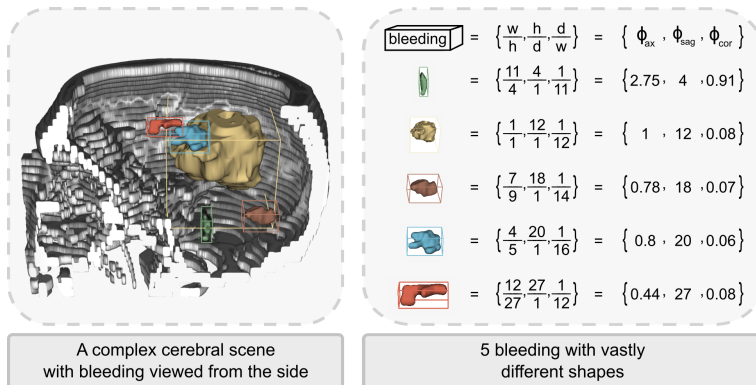 bleeding = {w/h, h/d, d/w} = {ϕax, ϕsag, ϕcor}
= {11/4, 4/1, 1/11} = {2.75, 4, 0.91}
= {1/1, 12/1, 1/12} = {1, 12, 0.08}
= {7/9, 18/1, 1/14} = {0.78, 18, 0.07}
= {4/5, 20/1, 1/16} = {0.8, 20, 0.06}
= {12/27, 27/1, 1/12} = {0.44, 27, 0.08}
A complex cerebral scene
with bleeding viewed from the side
5 bleeding with vastly
different shapes